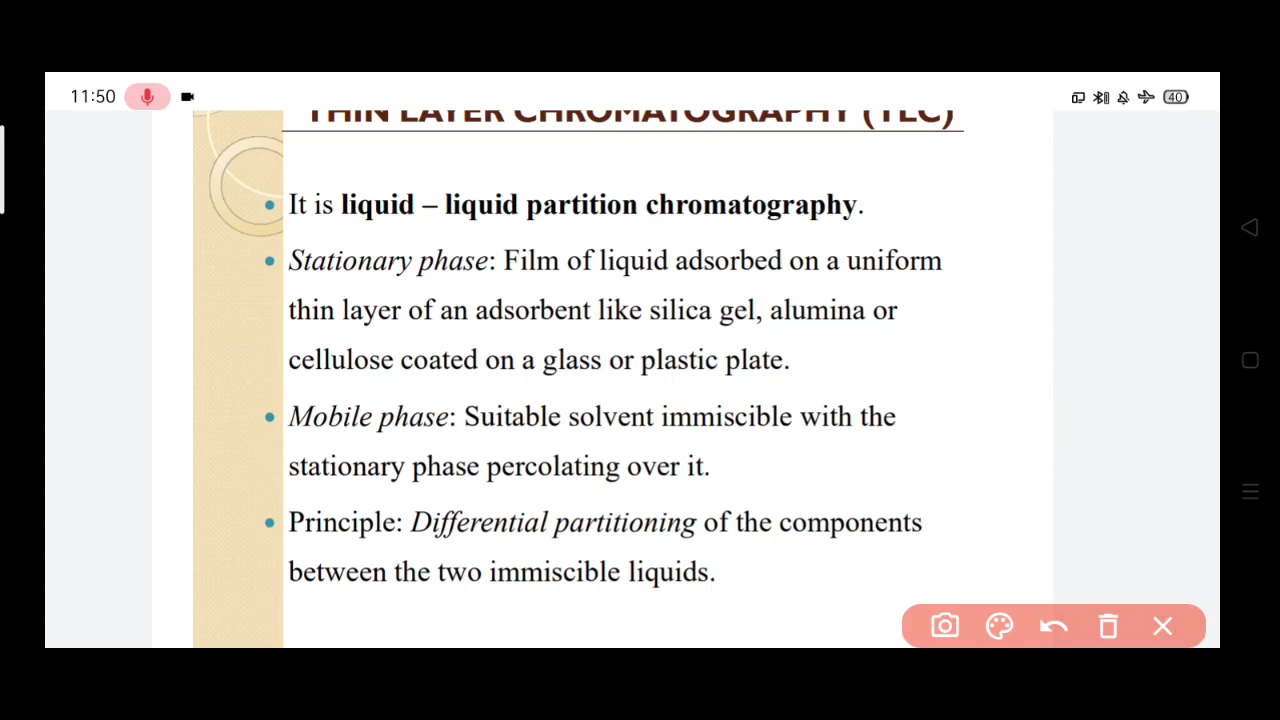 11:50
40
THIN LAYER CHROMATOGRAPHY (TLC)
• It is liquid – liquid partition chromatography.
• Stationary phase: Film of liquid adsorbed on a uniform
thin layer of an adsorbent like silica gel, alumina or
cellulose coated on a glass or plastic plate.
• Mobile phase: Suitable solvent immiscible with the
stationary phase percolating over it.
• Principle: Differential partitioning of the components
between the two immiscible liquids.